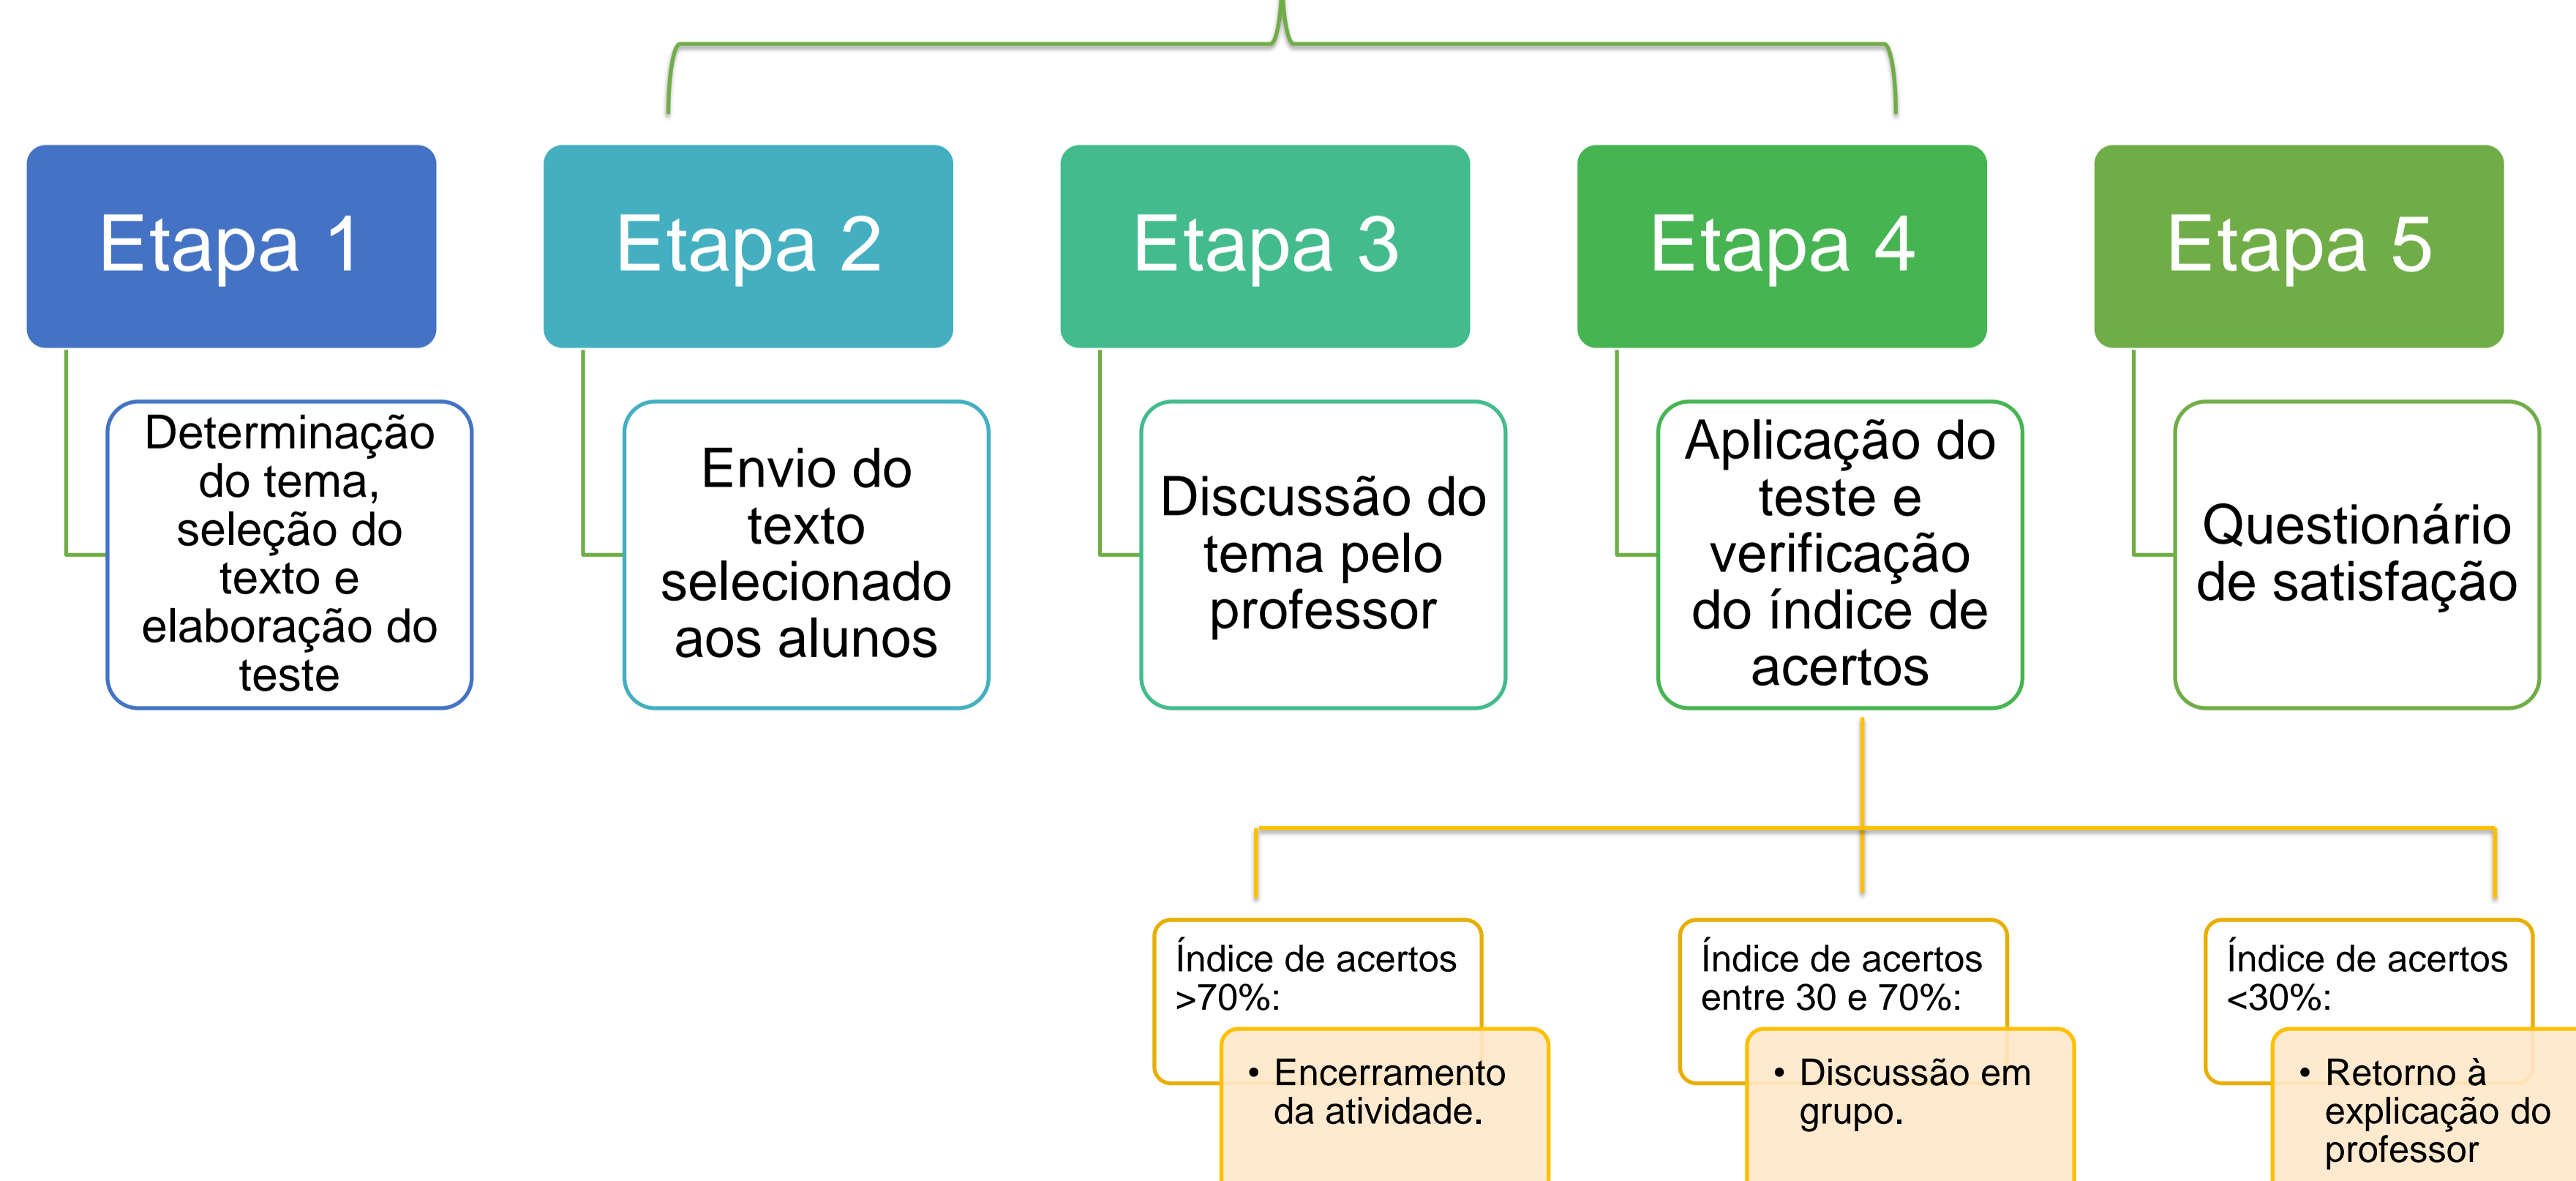 Etapa 1
Etapa 2
Etapa 3
Etapa 4
Etapa 5
Determinação
do tema,
seleção do
texto e
elaboração do
teste
Envio do
texto
selecionado
aos alunos
Discussão do
tema pelo
professor
Aplicação do
teste e
verificação
do índice de
acertos
Questionário
de satisfação
Índice de acertos
>70%:
• Encerramento
da atividade.
Índice de acertos
entre 30 e 70%:
• Discussão em
grupo.
Índice de acertos
<30%:
• Retorno à
explicação do
professor